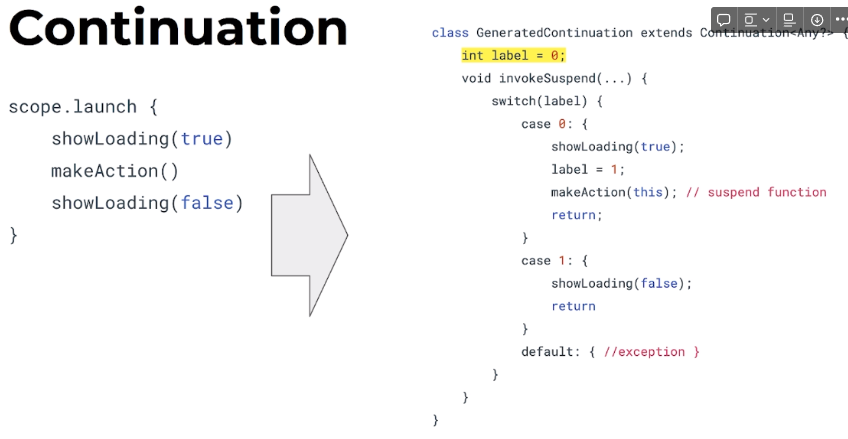 Continuation
scope.launch {
    showLoading(true)
    makeAction()
    showLoading(false)
}
class GeneratedContinuation extends Continuation<Any?> {
    int label = 0;
    void invokeSuspend(...) {
        switch(label) {
            case 0: {
                showLoading(true);
                label = 1;
                makeAction(this); // suspend function
                return;
            }
            case 1: {
                showLoading(false);
                return
            }
            default: { //exception }
        }
    }
}